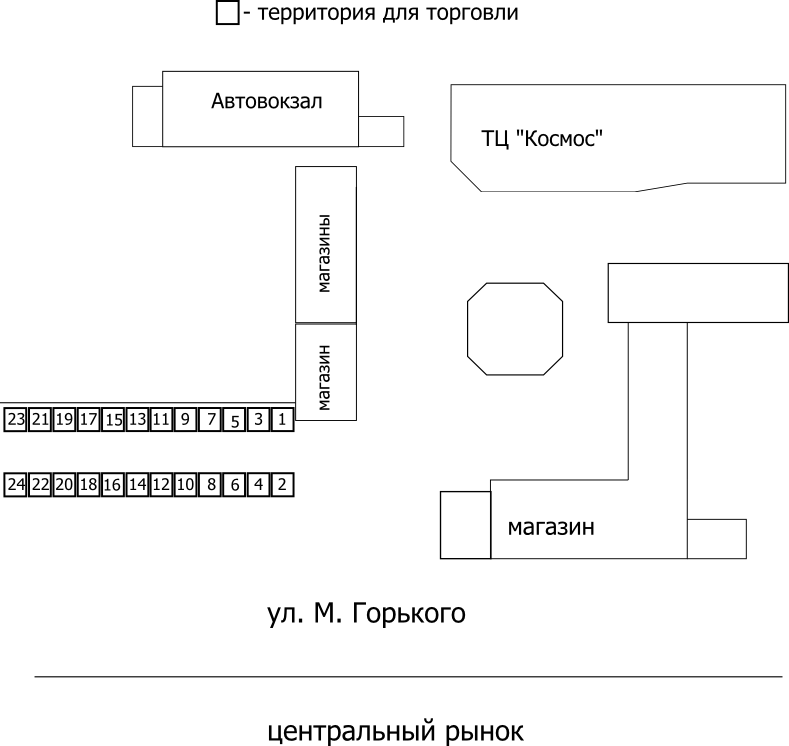 - территория для торговли
Автовокзал
ТЦ "Космос"
магазины
магазин
23 21 19 17 15 13 11 9 7 5 3 1
24 22 20 18 16 14 12 10 8 6 4 2
магазин
ул. М. Горького
центральный рынок